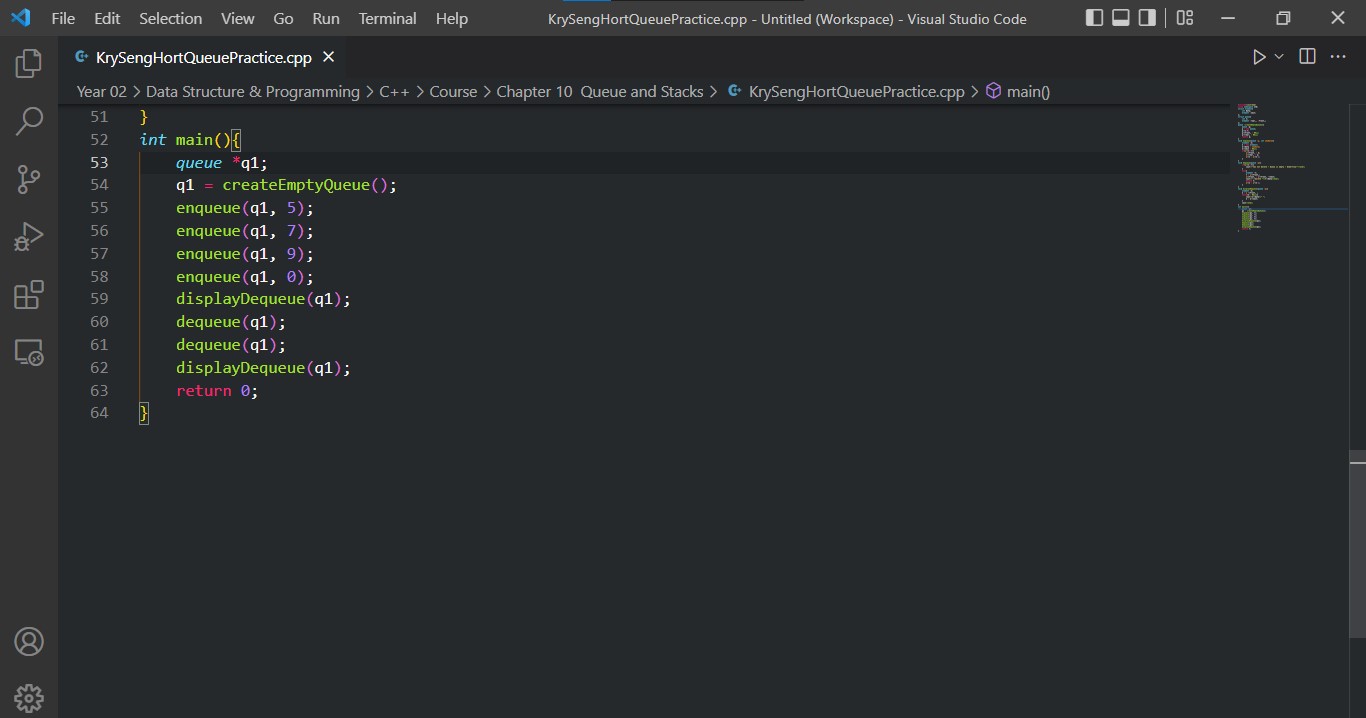 File Edit Selection View Go Run Terminal Help KrySengHortQueuePractice.cpp - Untitled (Workspace) - Visual Studio Code
KrySengHortQueuePractice.cpp
Year 02 > Data Structure & Programming > C++ > Course > Chapter 10 Queue and Stacks > KrySengHortQueuePractice.cpp > main()
51 }
52 int main(){
53 queue *q1;
54 q1 = createEmptyQueue();
55 enqueue(q1, 5);
56 enqueue(q1, 7);
57 enqueue(q1, 9);
58 enqueue(q1, 0);
59 displayDequeue(q1);
60 dequeue(q1);
61 dequeue(q1);
62 displayDequeue(q1);
63 return 0;
64 }